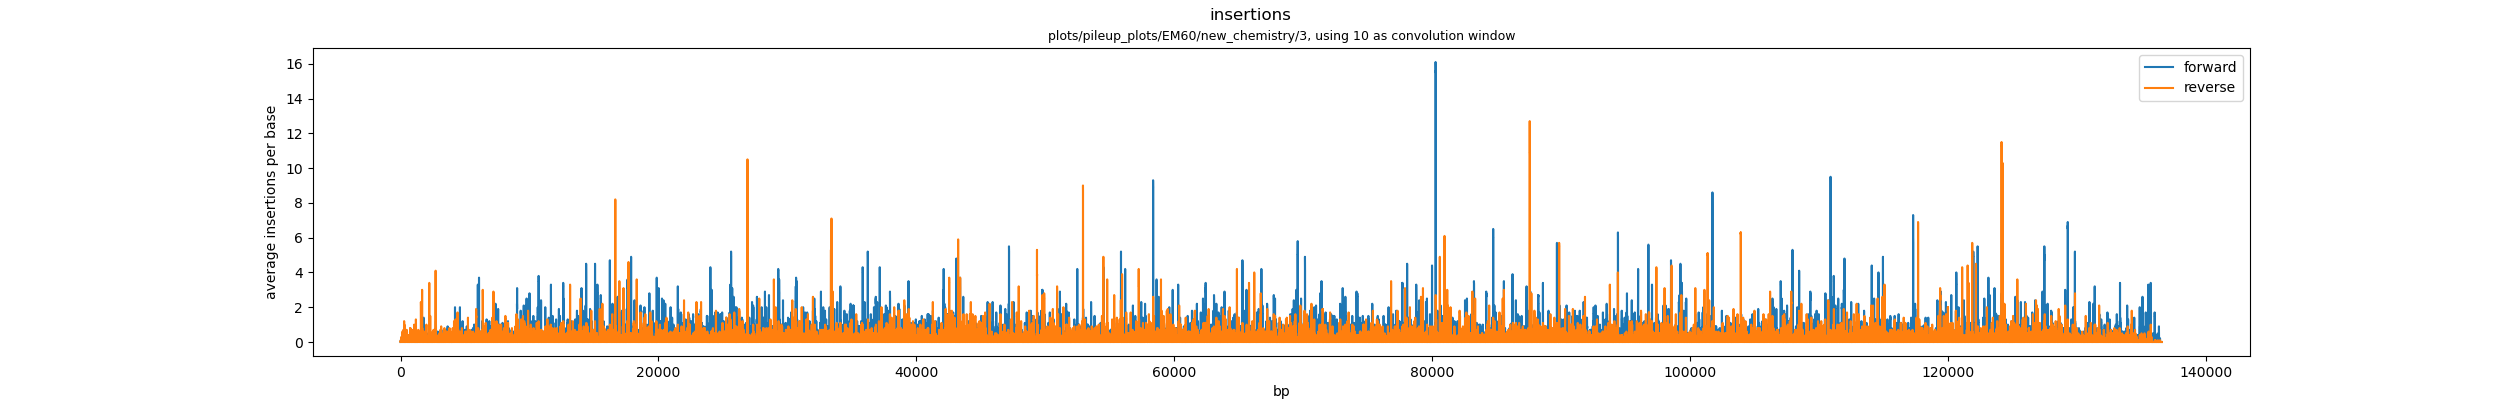 insertions
plots/pileup_plots/EM60/new_chemistry/3, using 10 as convolution window
16
14
12
10
8
6
4
2
0
average insertions per base
forward
reverse
0 20000 40000 60000 80000 100000 120000 140000
bp